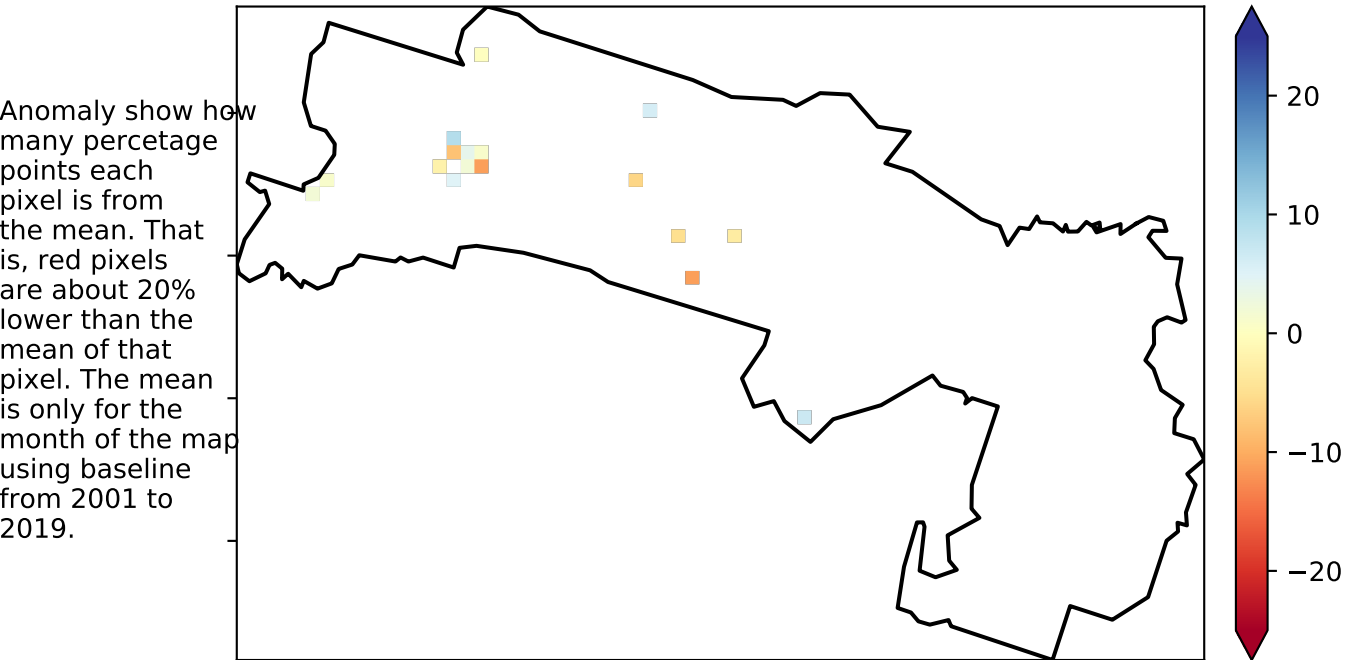 Anomaly show how
many percetage
points each
pixel is from
the mean. That
is, red pixels
are about 20%
lower than the
mean of that
pixel. The mean
is only for the
month of the map
using baseline
from 2001 to
2019.
20
10
0
−10
−20